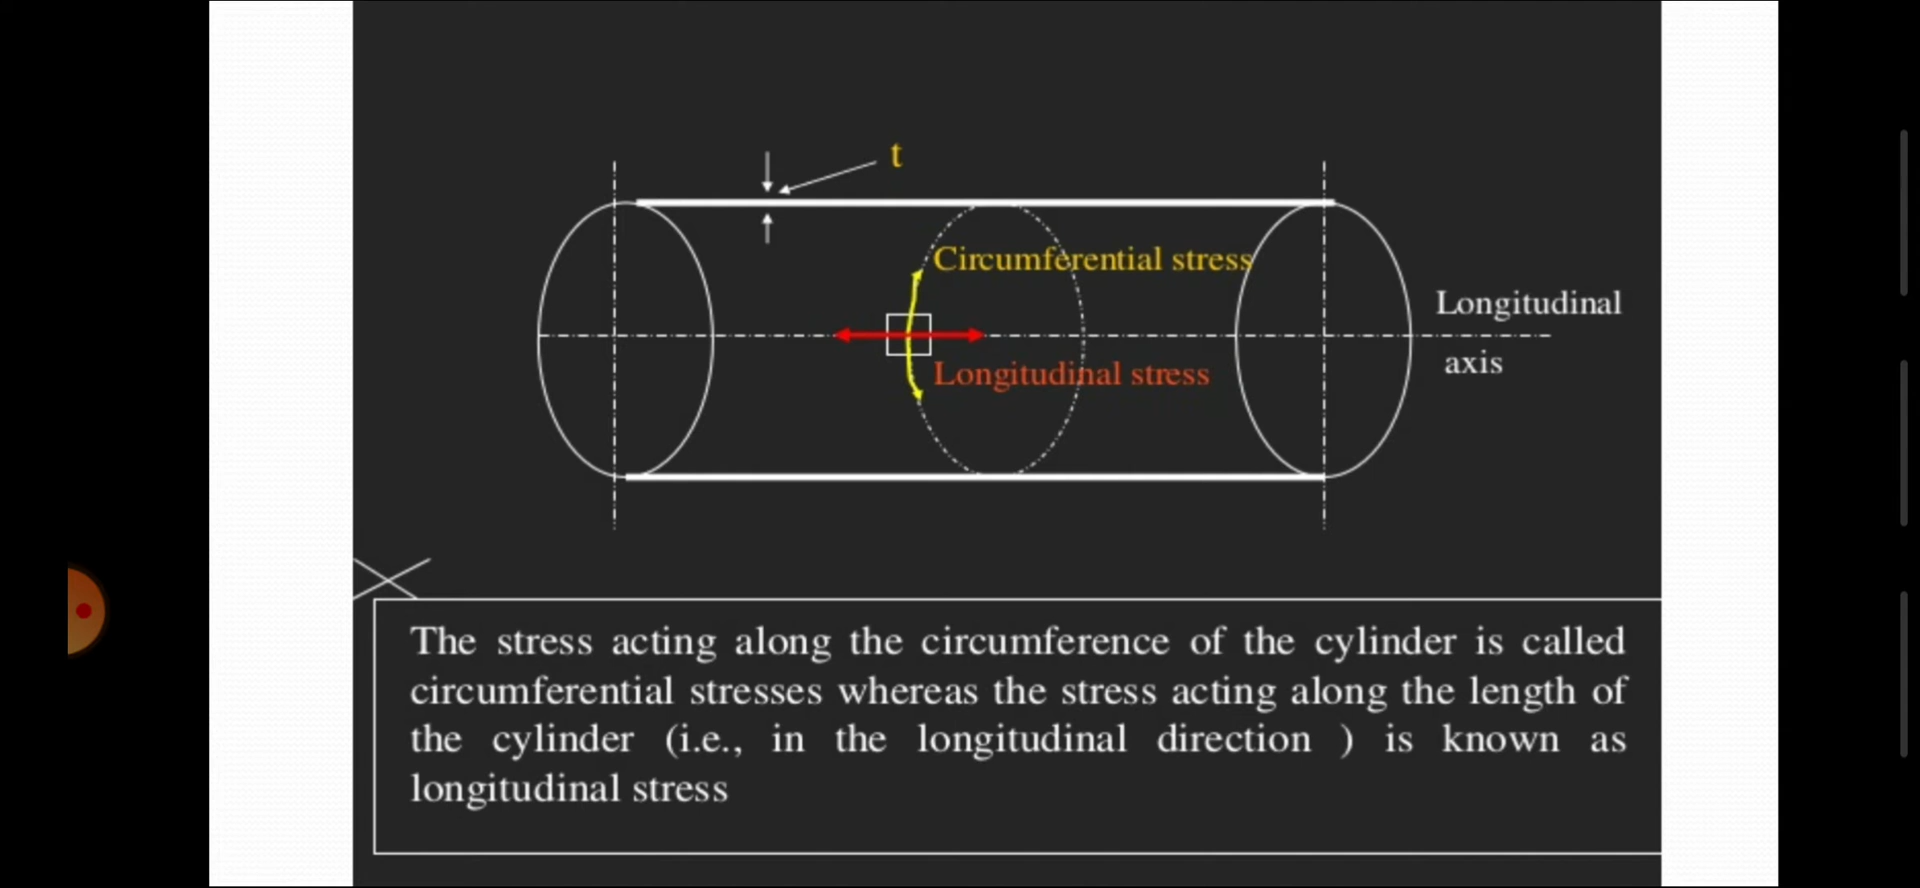 t
Circumferential stress
Longitudinal
Longitudinal stress
axis
The stress acting along the circumference of the cylinder is called
circumferential stresses whereas the stress acting along the length of
the cylinder (i.e., in the longitudinal direction ) is known as
longitudinal stress